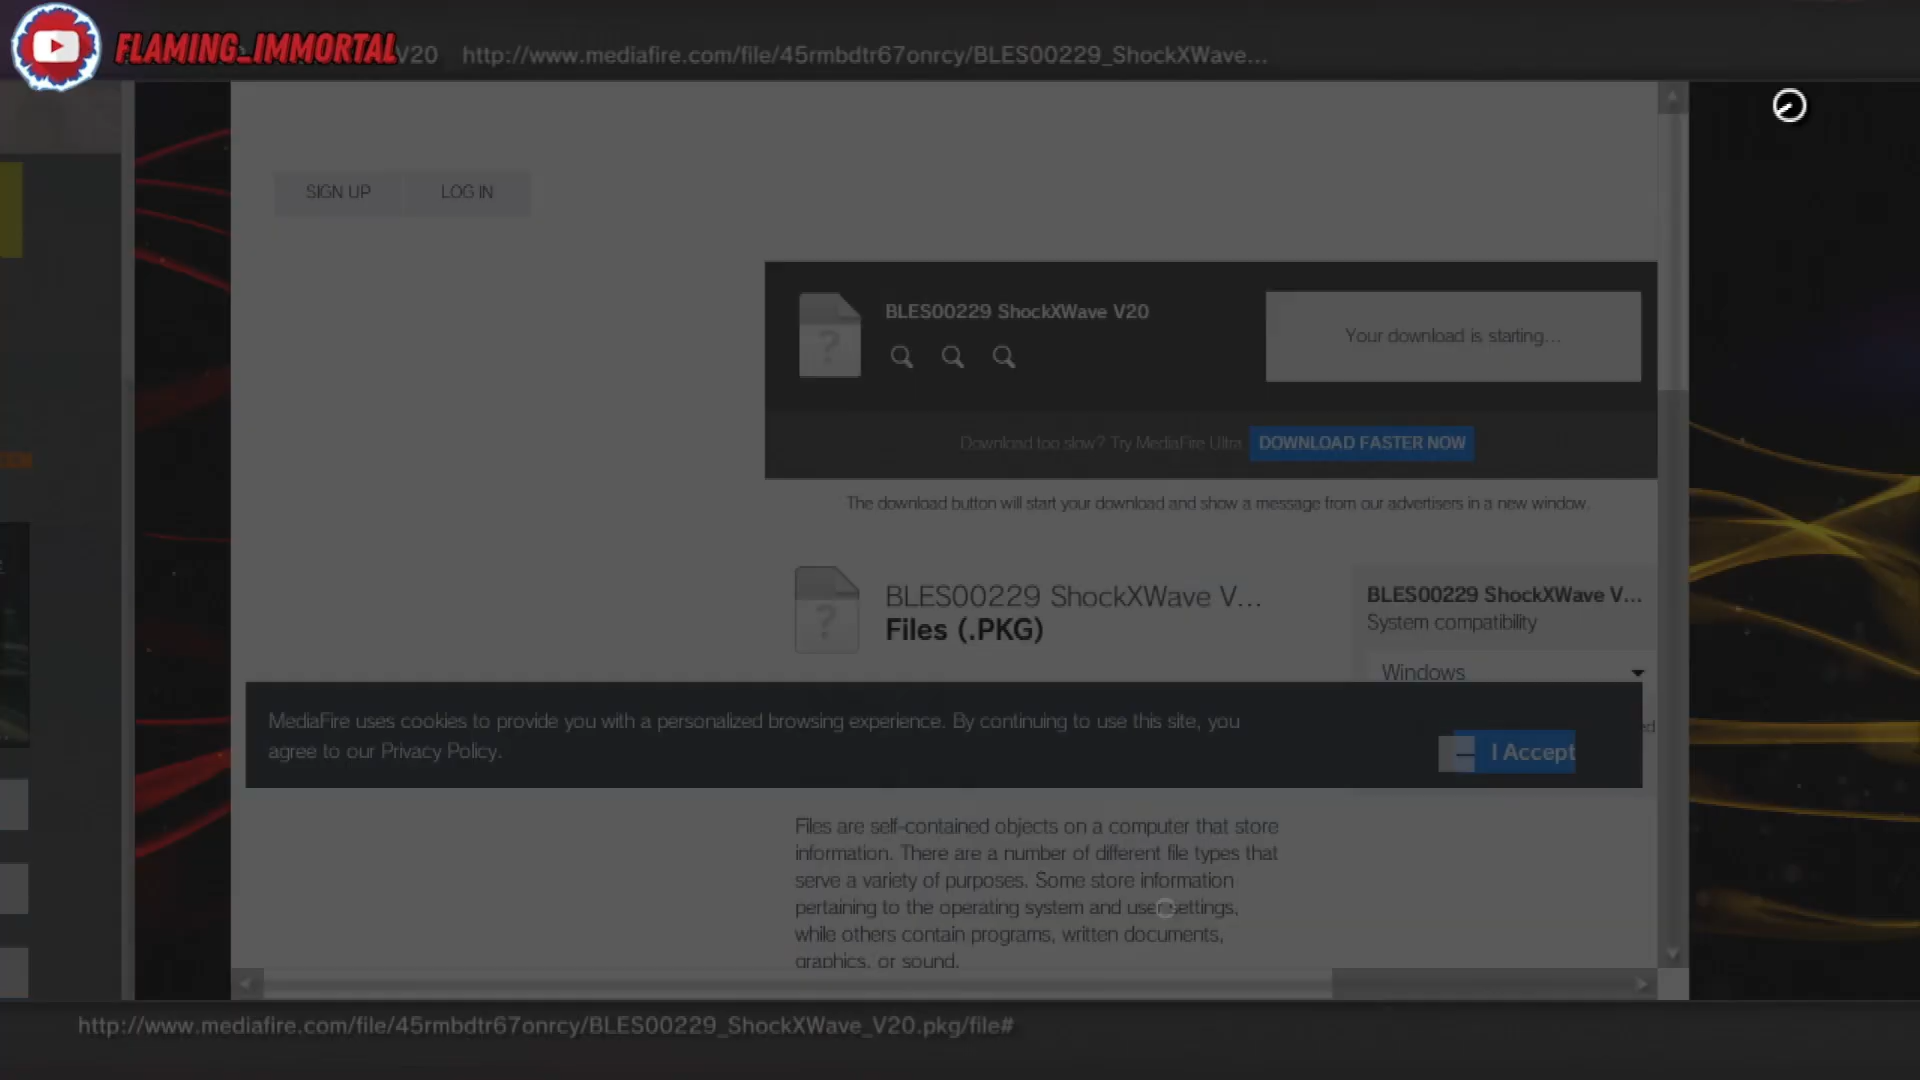 FLAMING_IMMORTAL
V20 http://www.mediafire.com/file/45rmbdtr67onrcy/BLES00229_ShockXWave...
SIGN UP LOG IN
BLES00229 ShockXWave V20
Your download is starting...
Download too slow? Try MediaFire Ultra DOWNLOAD FASTER NOW
The download button will start your download and show a message from our advertisers in a new window.
BLES00229 ShockXWave V...
Files (.PKG)
BLES00229 ShockXWave V...
System compatibility
Windows
MediaFire uses cookies to provide you with a personalized browsing experience. By continuing to use this site, you
agree to our Privacy Policy.
I Accept
Files are self-contained objects on a computer that store
information. There are a number of different file types that
serve a variety of purposes. Some store information
pertaining to the operating system and user settings,
while others contain programs, written documents,
graphics, or sound.
http://www.mediafire.com/file/45rmbdtr67onrcy/BLES00229_ShockXWave_V20.pkg/file#